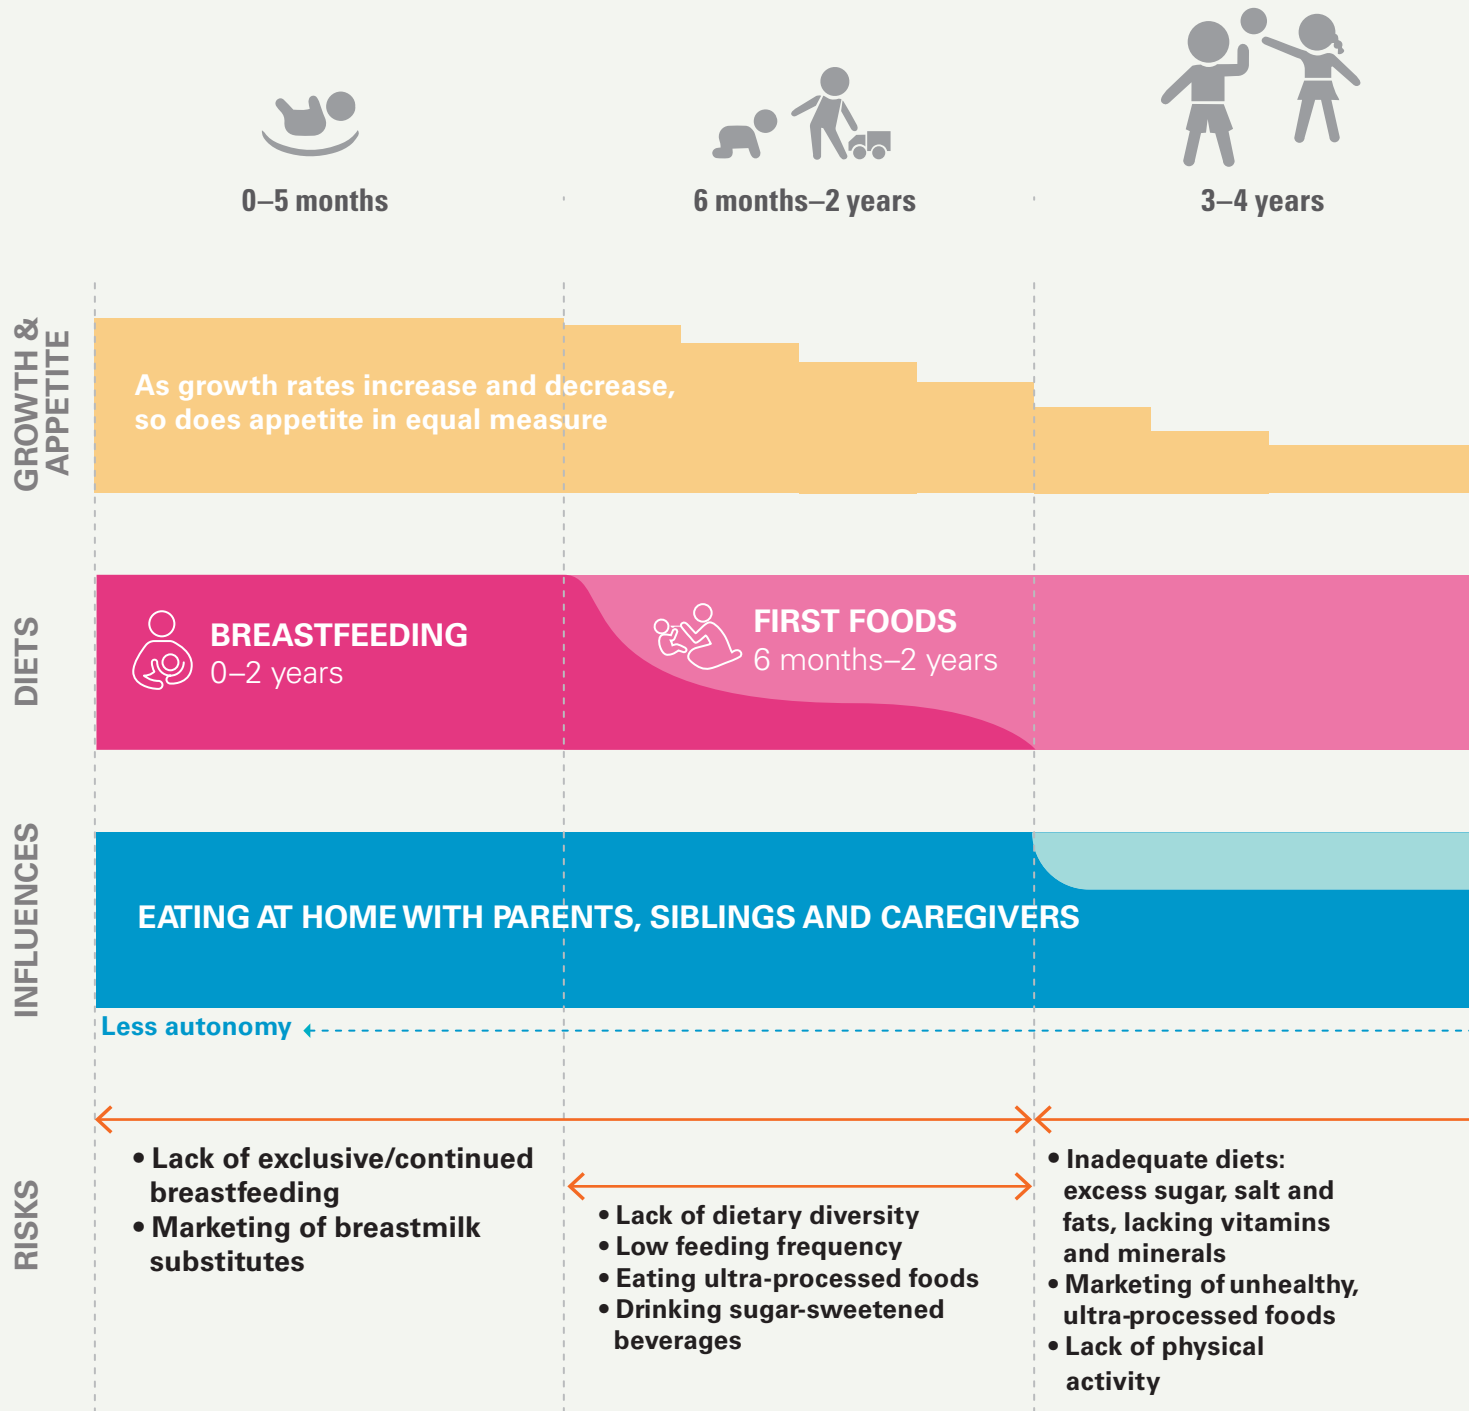 0–5 months
6 months–2 years
3–4 years
GROWTH &
APPETITE
As growth rates increase and decrease,
so does appetite in equal measure
DIETS
BREASTFEEDING
0–2 years
FIRST FOODS
6 months–2 years
INFLUENCES
EATING AT HOME WITH PARENTS, SIBLINGS AND CAREGIVERS
Less autonomy
RISKS
• Lack of exclusive/continued
breastfeeding
• Marketing of breastmilk
substitutes
• Lack of dietary diversity
• Low feeding frequency
• Eating ultra-processed foods
• Drinking sugar-sweetened
beverages
• Inadequate diets:
excess sugar, salt and
fats, lacking vitamins
and minerals
• Marketing of unhealthy,
ultra-processed foods
• Lack of physical
activity